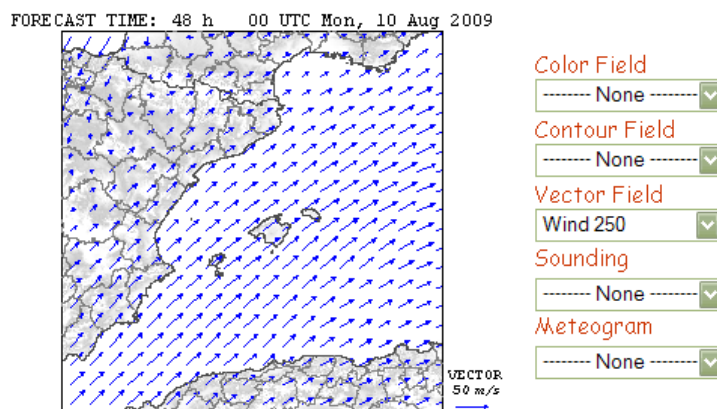 FORECAST TIME: 48 h 00 UTC Mon, 10 Aug 2009
Color Field
-------- None --------
Contour Field
-------- None --------
Vector Field
Wind 250
Sounding
-------- None --------
Meteogram
-------- None --------
VECTOR
50 m/s